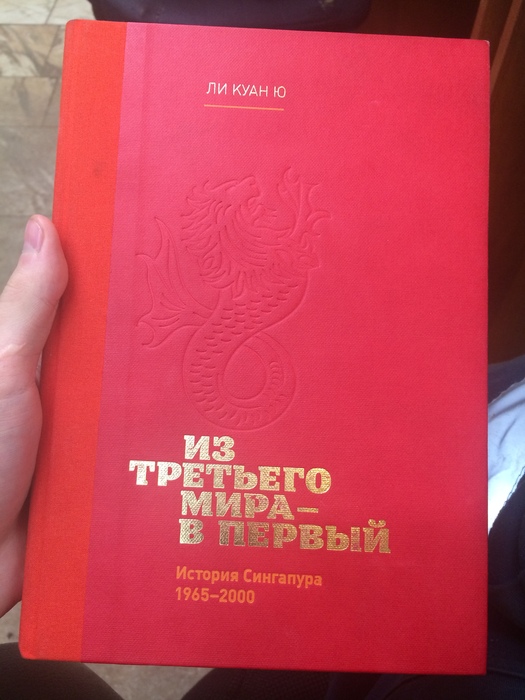 ЛИ КУАН Ю
ИЗ
ТРЕТЬЕГО
МИРА–
В ПЕРВЫЙ
История Сингапура
1965–2000